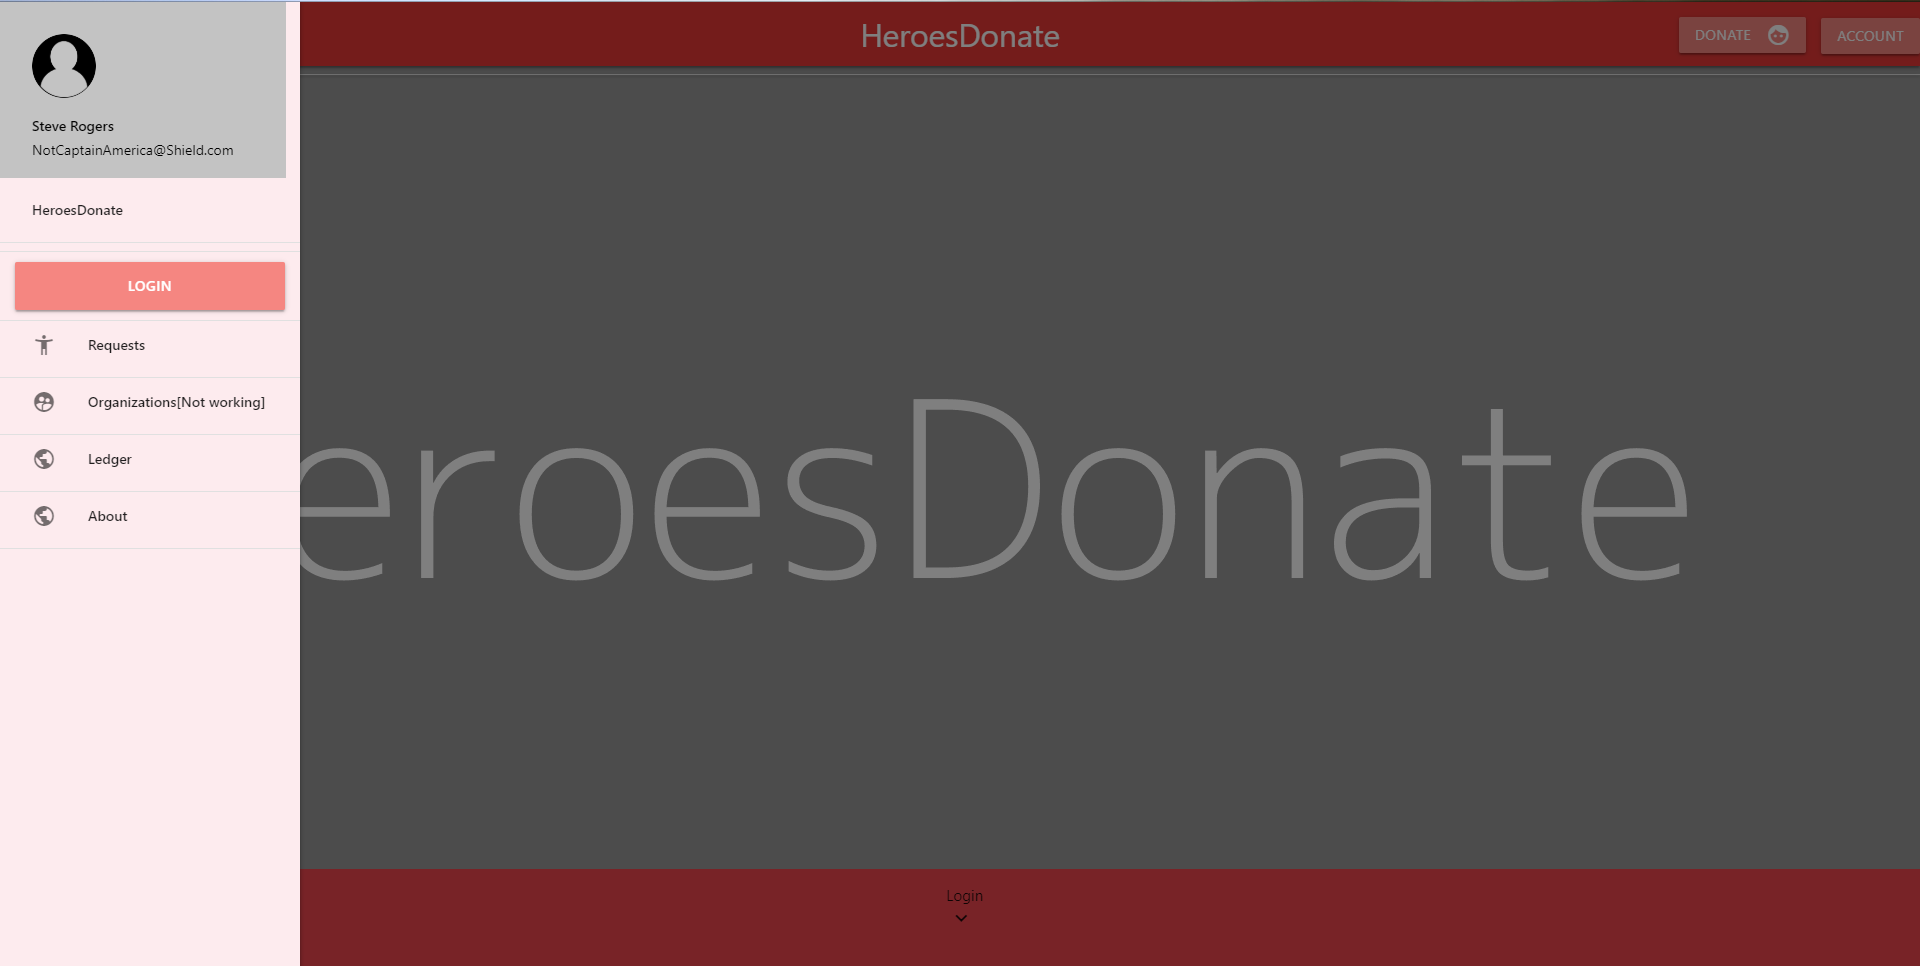 HeroesDonate
DONATE
ACCOUNT
Steve Rogers
NotCaptainAmerica@Shield.com
HeroesDonate
LOGIN
Requests
Organizations[Not working]
Ledger
About
eroesDonate
Login